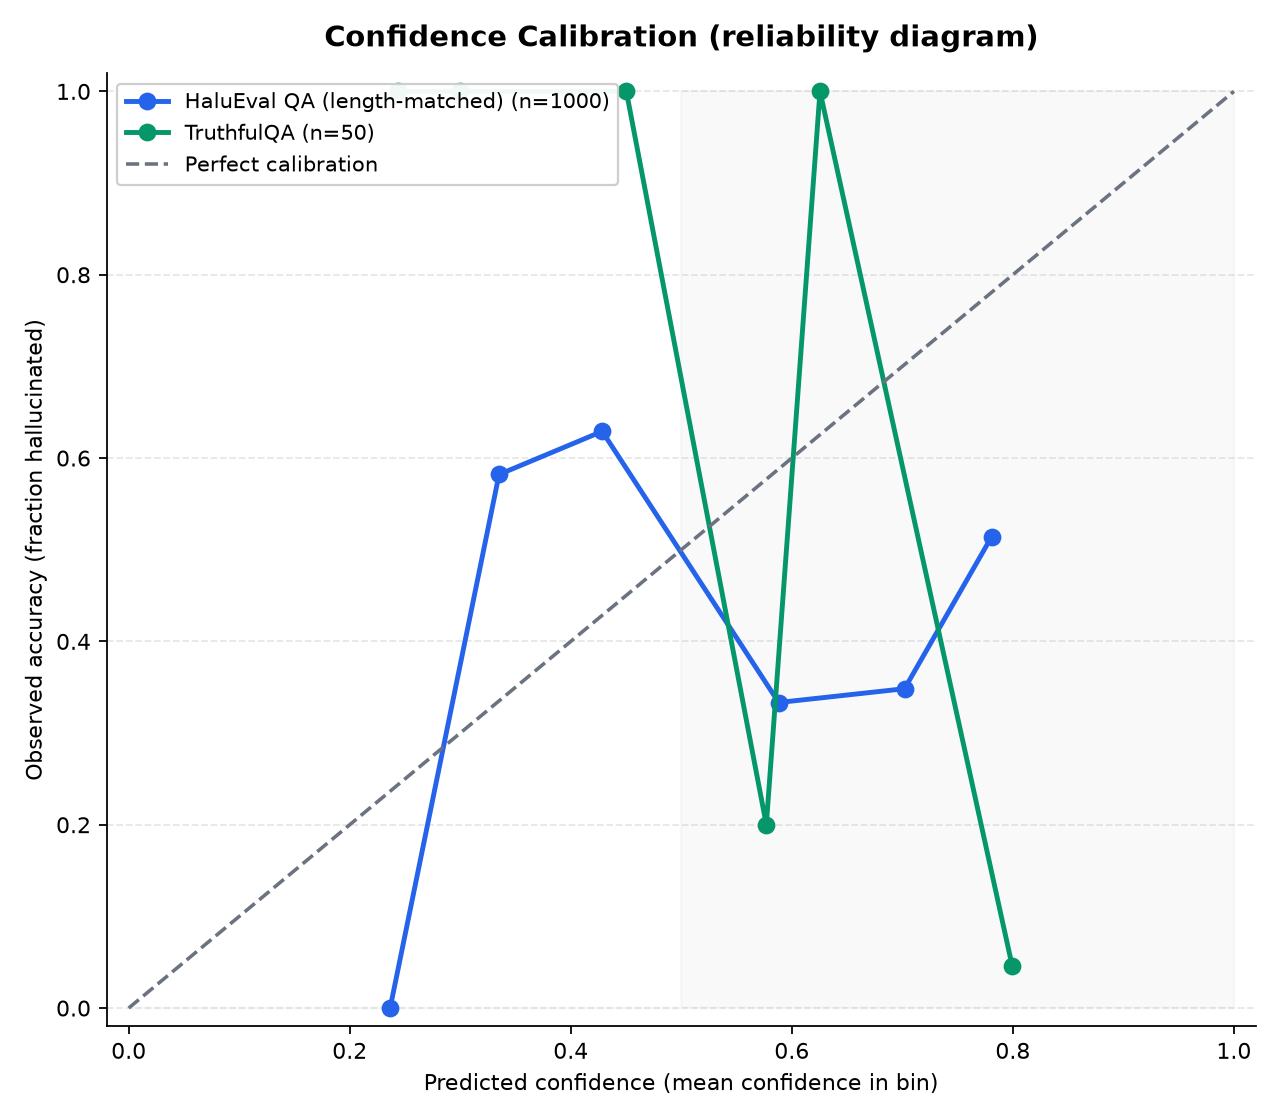 Confidence Calibration (reliability diagram)
HaluEval QA (length-matched) (n=1000)
TruthfulQA (n=50)
Perfect calibration
Observed accuracy (fraction hallucinated)
1.0
0.8
0.6
0.4
0.2
0.0
0.0 0.2 0.4 0.6 0.8 1.0
Predicted confidence (mean confidence in bin)